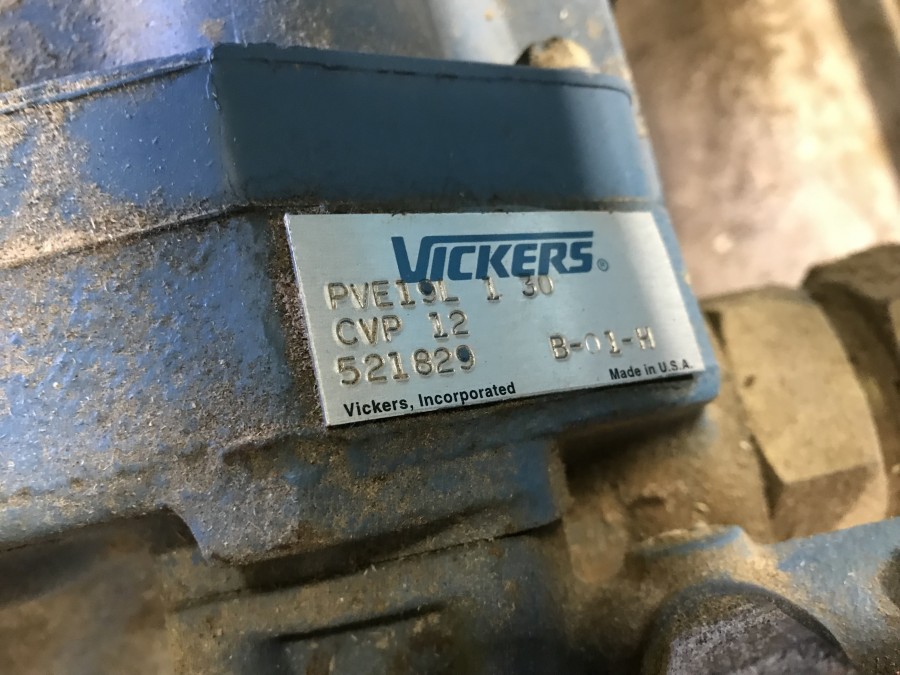 VICKERS®
PVE19L 1 30
CVP 12
521829 B-01-H
Vickers, Incorporated Made in U.S.A.